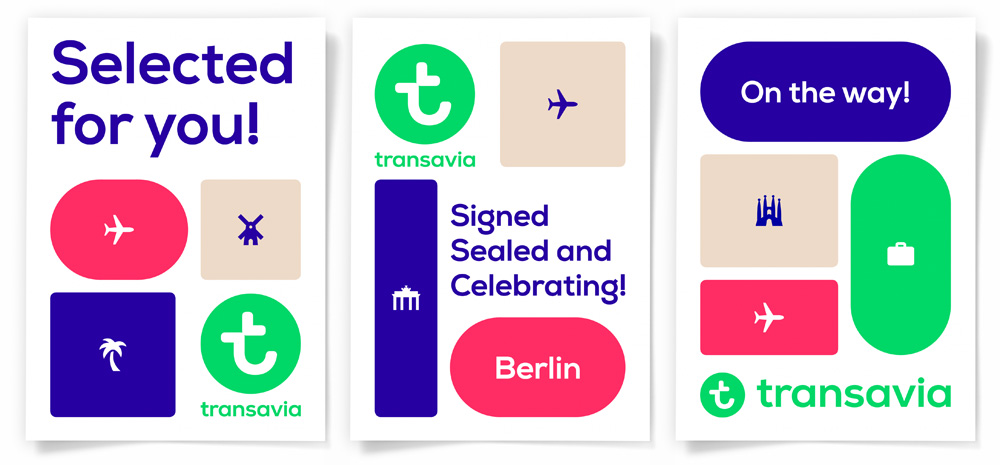 Selected
for you!
transavia
transavia
Signed
Sealed and
Celebrating!
Berlin
On the way!
transavia